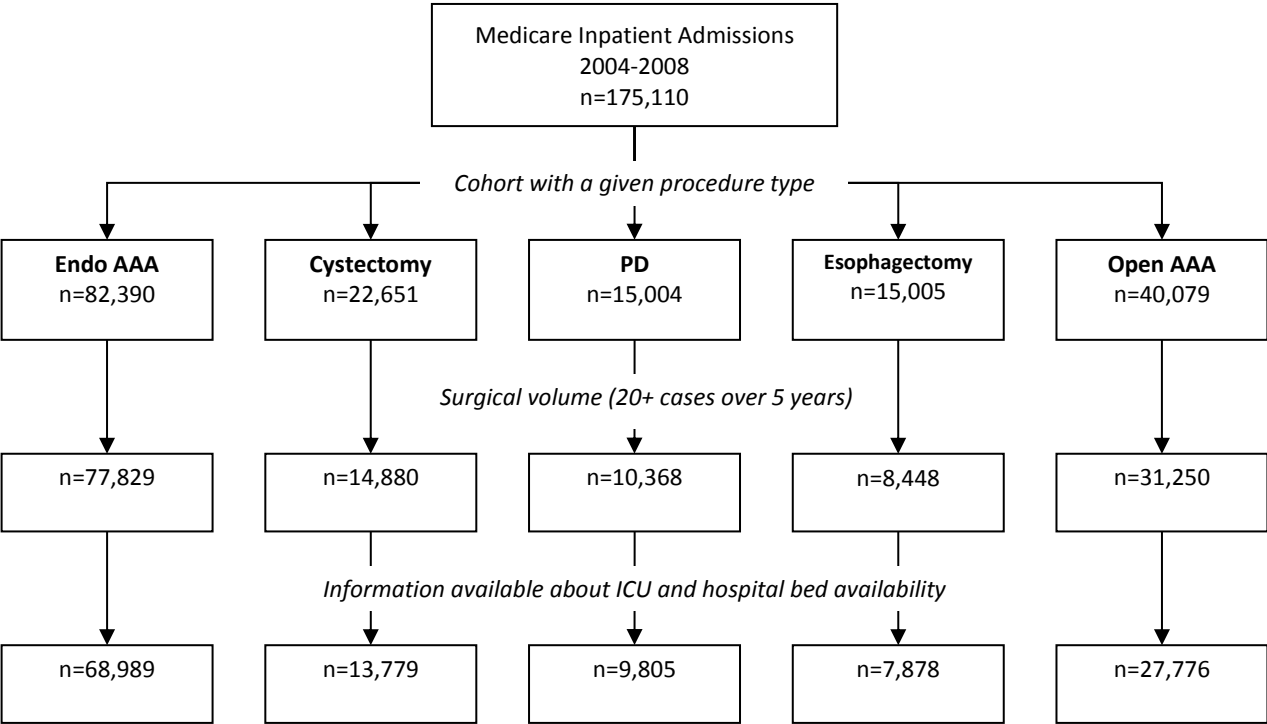 Medicare Inpatient Admissions
2004-2008
n=175,110
Cohort with a given procedure type
Endo AAA
n=82,390
Cystectomy
n=22,651
PD
n=15,004
Esophagectomy
n=15,005
Open AAA
n=40,079
Surgical volume (20+ cases over 5 years)
n=77,829
n=14,880
n=10,368
n=8,448
n=31,250
Information available about ICU and hospital bed availability
n=68,989
n=13,779
n=9,805
n=7,878
n=27,776